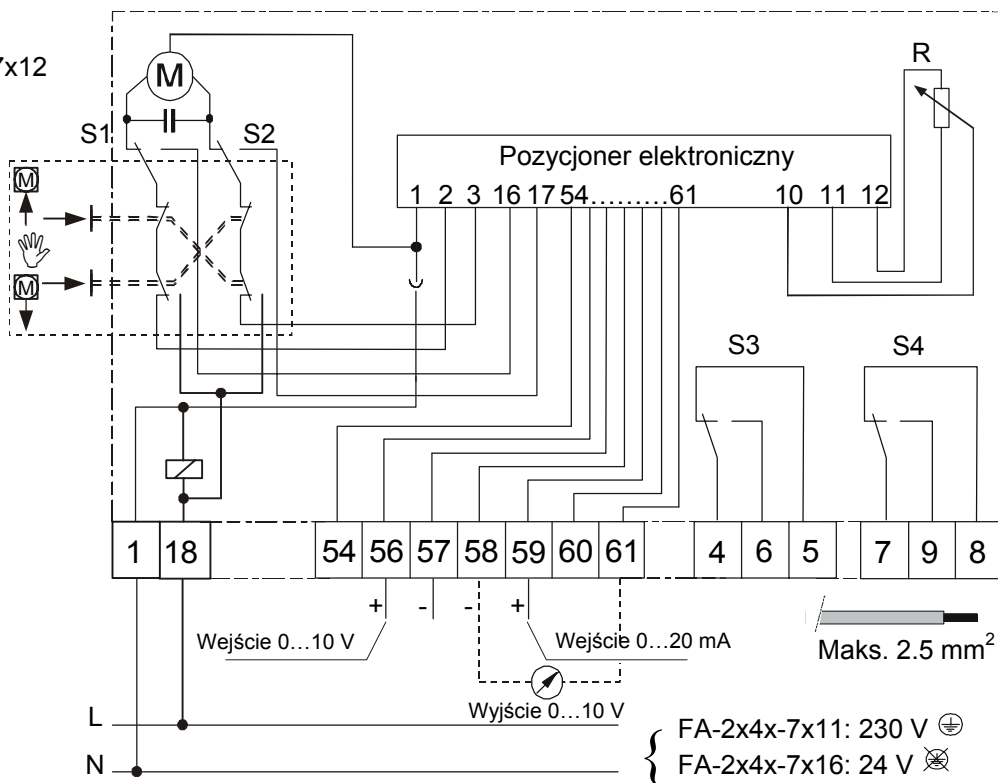 7x12
M
R
S1
S2
Pozycjoner elektroniczny
1 2 3 16 17 54.............61 10 11 12
M
M
S3
S4
1 18 54 56 57 58 59 60 61 4 6 5 7 9 8
+ - - +
Wejście 0...10 V
Wejście 0...20 mA
Maks. 2.5 mm²
Wyjście 0...10 V
L
FA-2x4x-7x11: 230 V
N
FA-2x4x-7x16: 24 V